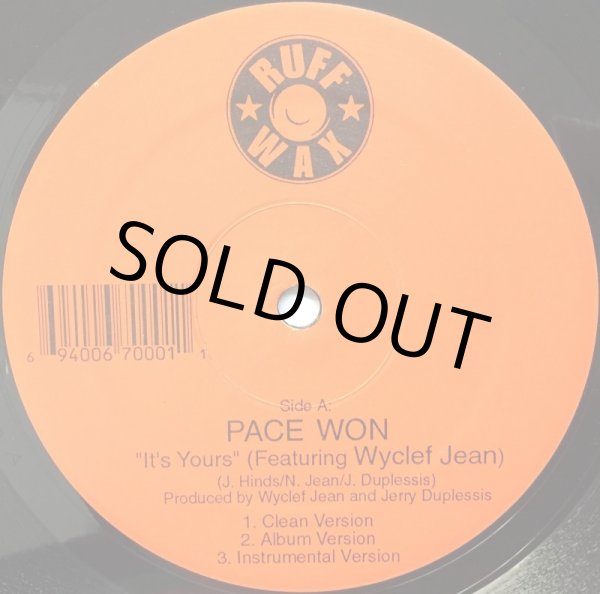 RUFF
WAX
SOLD OUT
6 94006 70001 1
Side A:
PACE WON
"It's Yours" (Featuring Wyclef Jean)
(J. Hinds/N. Jean/J. Duplessis)
Produced by Wyclef Jean and Jerry Duplessis
1. Clean Version
2. Album Version
3. Instrumental Version